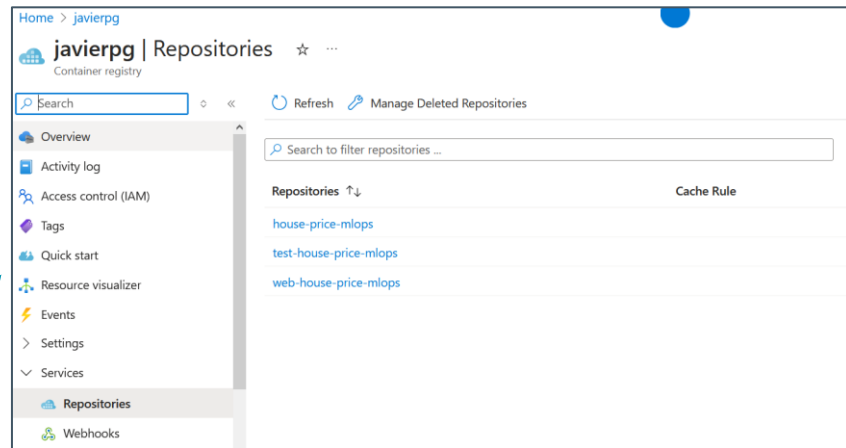 Home > javierpg
javierpg | Repositories
Container registry
Search
Refresh
Manage Deleted Repositories
Overview
Activity log
Access control (IAM)
Tags
Quick start
Resource visualizer
Events
Settings
Services
Repositories
Webhooks
Search to filter repositories ...
Repositories ↑↓ Cache Rule
house-price-mlops
test-house-price-mlops
web-house-price-mlops